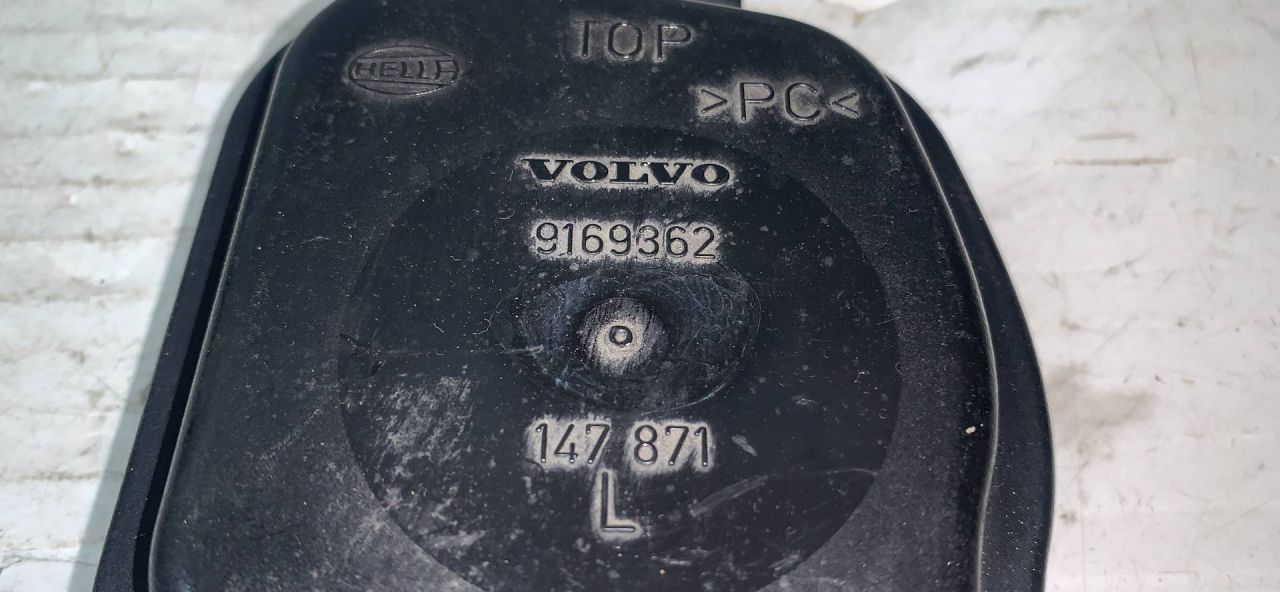 TOP
HELLA
>PC<
VOLVO
9169362
147 871
L